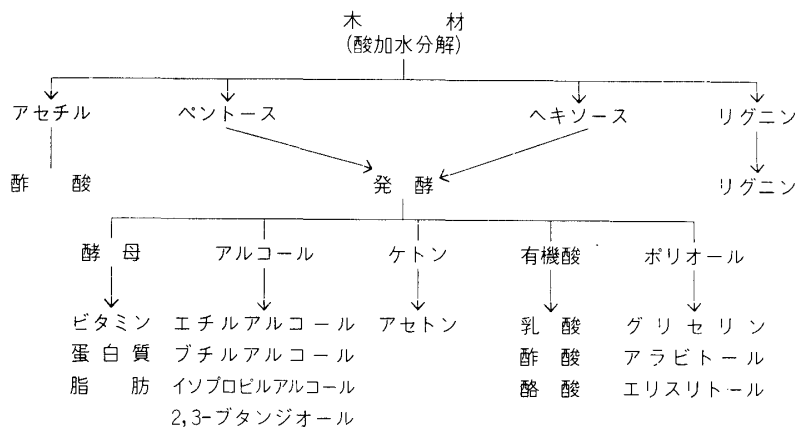 木材
(酸加水分解)
アセチル ペントース ヘキソース リグニン
酢酸 発酵 リグニン
酵母 アルコール ケトン 有機酸 ポリオール
ビタミン エチルアルコール アセトン 乳酸 グリセリン
蛋白質 ブチルアルコール 酢酸 アラビトール
脂肪 イソプロピルアルコール 酪酸 エリスリトール
2,3-ブタンジオール